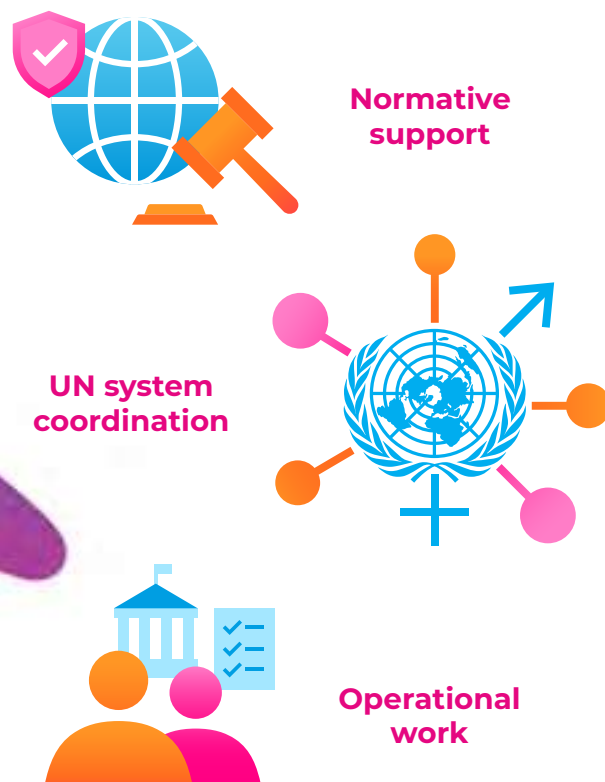 Normative
support
UN system
coordination
Operational
work